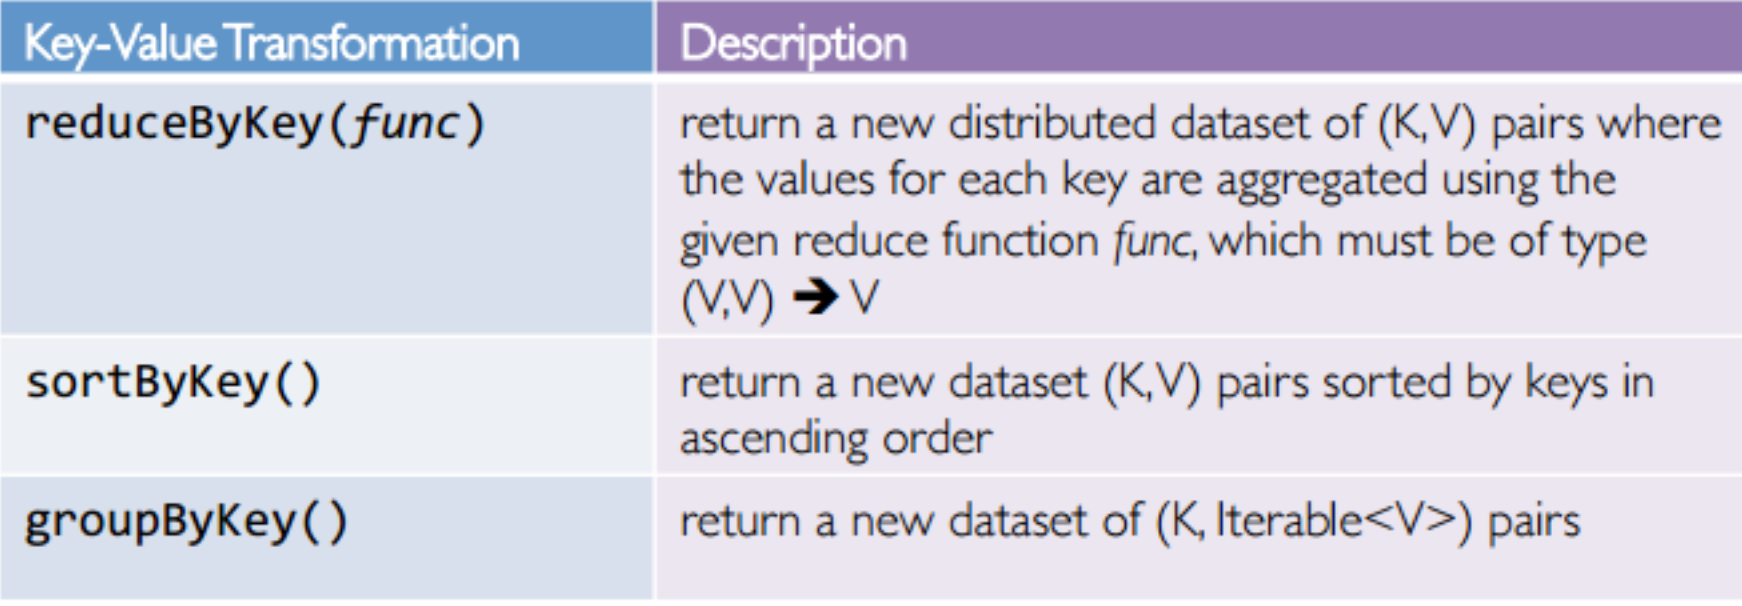 Key-Value Transformation
Description
reduceByKey(func)
return a new distributed dataset of (K,V) pairs where
the values for each key are aggregated using the
given reduce function func, which must be of type
(V,V) ➔ V
sortByKey()
return a new dataset (K,V) pairs sorted by keys in
ascending order
groupByKey()
return a new dataset of (K, Iterable<V>) pairs